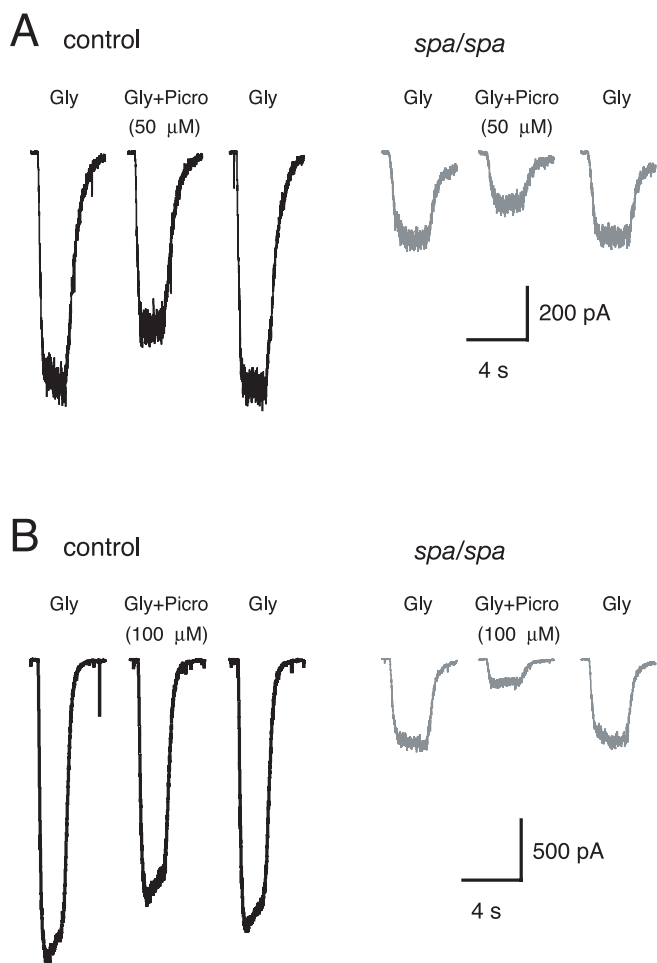 A
control
spa/spa
Gly
Gly+Picro
(50 μM)
Gly
Gly
Gly+Picro
(50 μM)
Gly
200 pA
4 s
B
control
spa/spa
Gly
Gly+Picro
(100 μM)
Gly
Gly
Gly+Picro
(100 μM)
Gly
500 pA
4 s